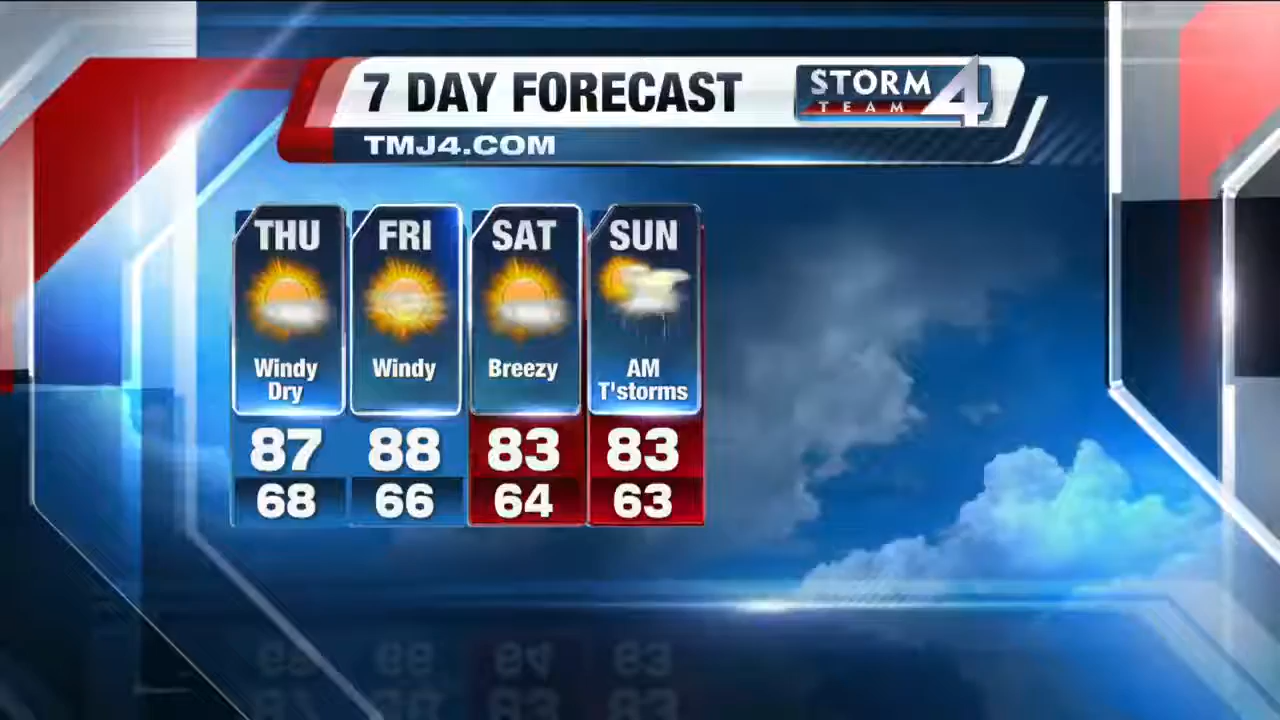 7 DAY FORECAST
STORM 4
TEAM
TMJ4.COM
THU FRI SAT SUN
Windy Dry
Windy
Breezy
AM T'storms
87 88 83 83
68 66 64 63